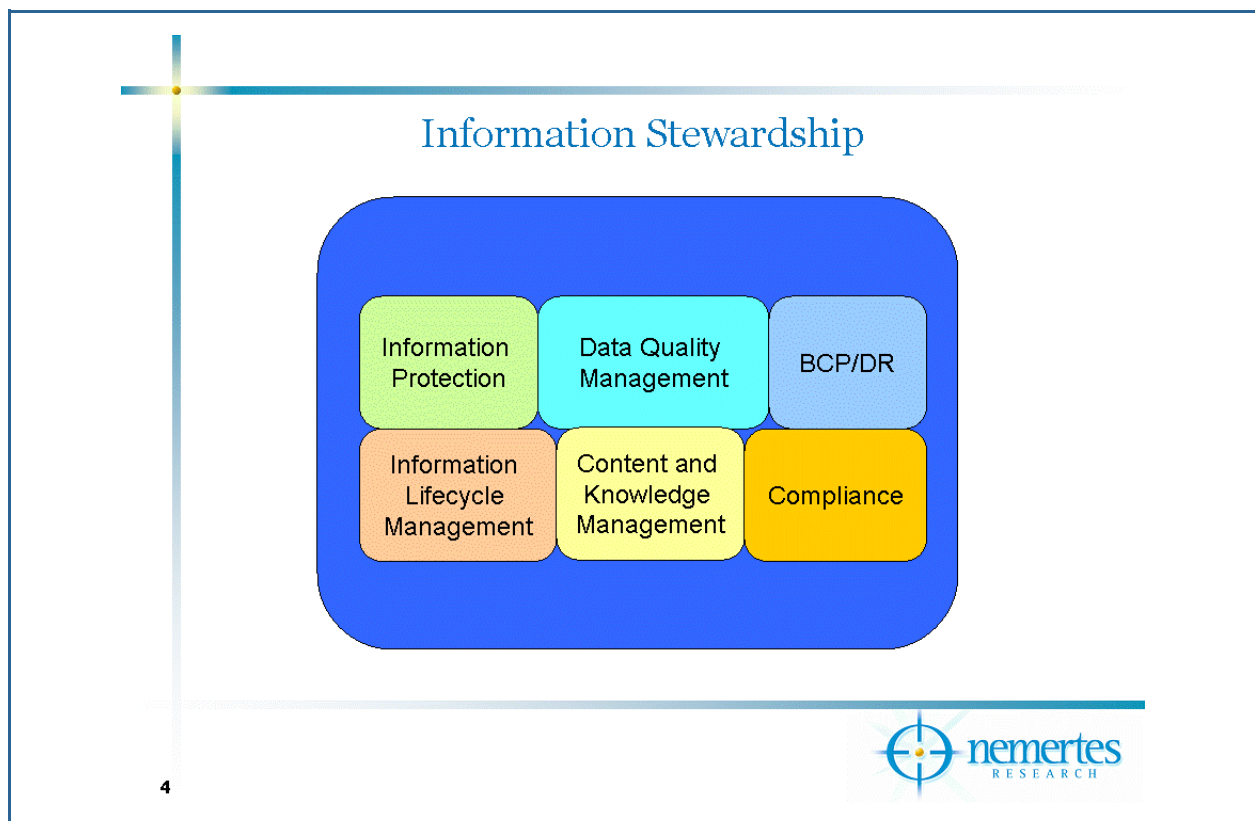 Information Stewardship
Information
Protection
Data Quality
Management
BCP/DR
Information
Lifecycle
Management
Content and
Knowledge
Management
Compliance
nemertes
RESEARCH
4